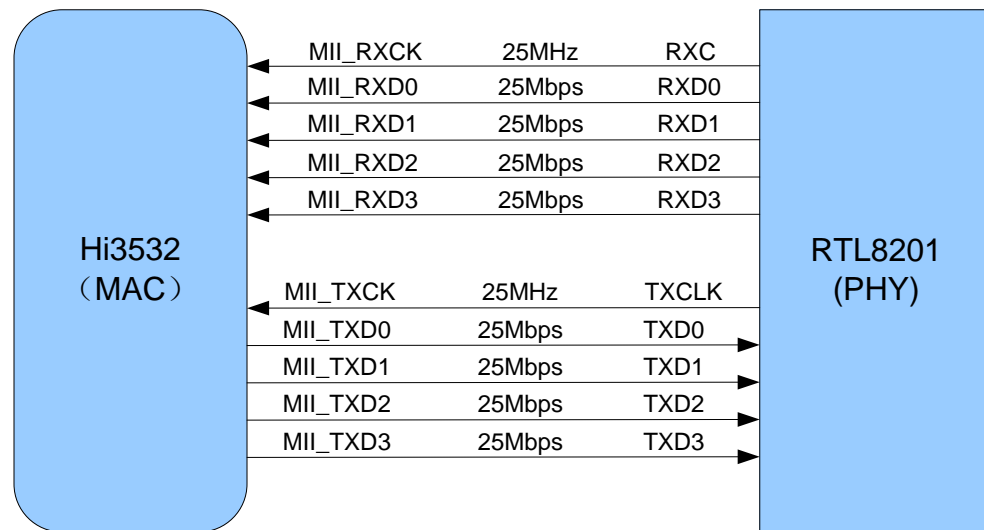 MII_RXCK 25MHz RXC
MII_RXD0 25Mbps RXD0
MII_RXD1 25Mbps RXD1
MII_RXD2 25Mbps RXD2
MII_RXD3 25Mbps RXD3
Hi3532
（MAC）
RTL8201
(PHY)
MII_TXCK 25MHz TXCLK
MII_TXD0 25Mbps TXD0
MII_TXD1 25Mbps TXD1
MII_TXD2 25Mbps TXD2
MII_TXD3 25Mbps TXD3